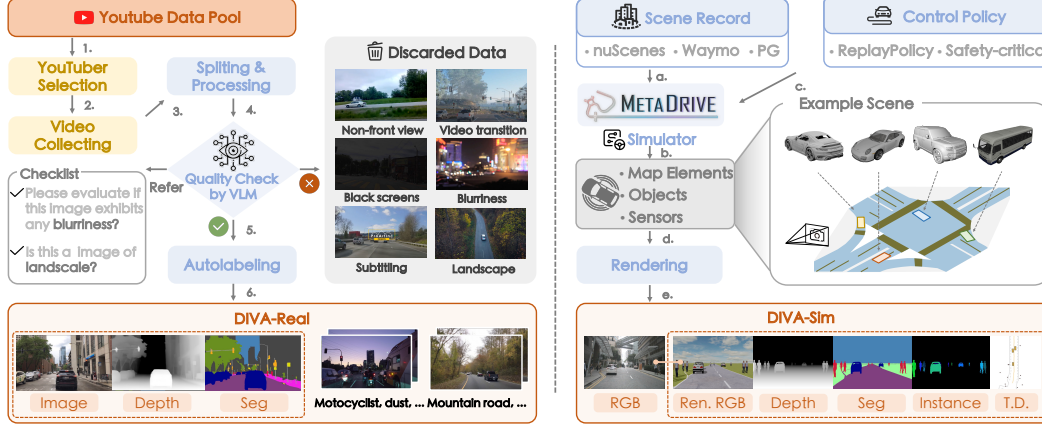 Youtube Data Pool
1.
YouTuber
Selection
2.
Video
Collecting
3.
Spliting &
Processing
4.
Quality Check
by VLM
Refer
Checklist
Please evaluate if
this image exhibits
any blurriness?
Is this a image of
landscale?
5.
Autolabeling
6.
Discarded Data
Non-front view
Video transition
Black screens
Blurriness
Subtitling
Landscape
DIVA-Real
Image
Depth
Seg
Motocyclist, dust, ...
Mountain road, ...
Scene Record
• nuScenes • Waymo • PG
Control Policy
• ReplayPolicy • Safety-critica
a.
c.
METADRIVE
Simulator
b.
• Map Elements
• Objects
• Sensors
d.
Rendering
e.
Example Scene
DIVA-Sim
RGB
Ren. RGB
Depth
Seg
Instance
T.D.